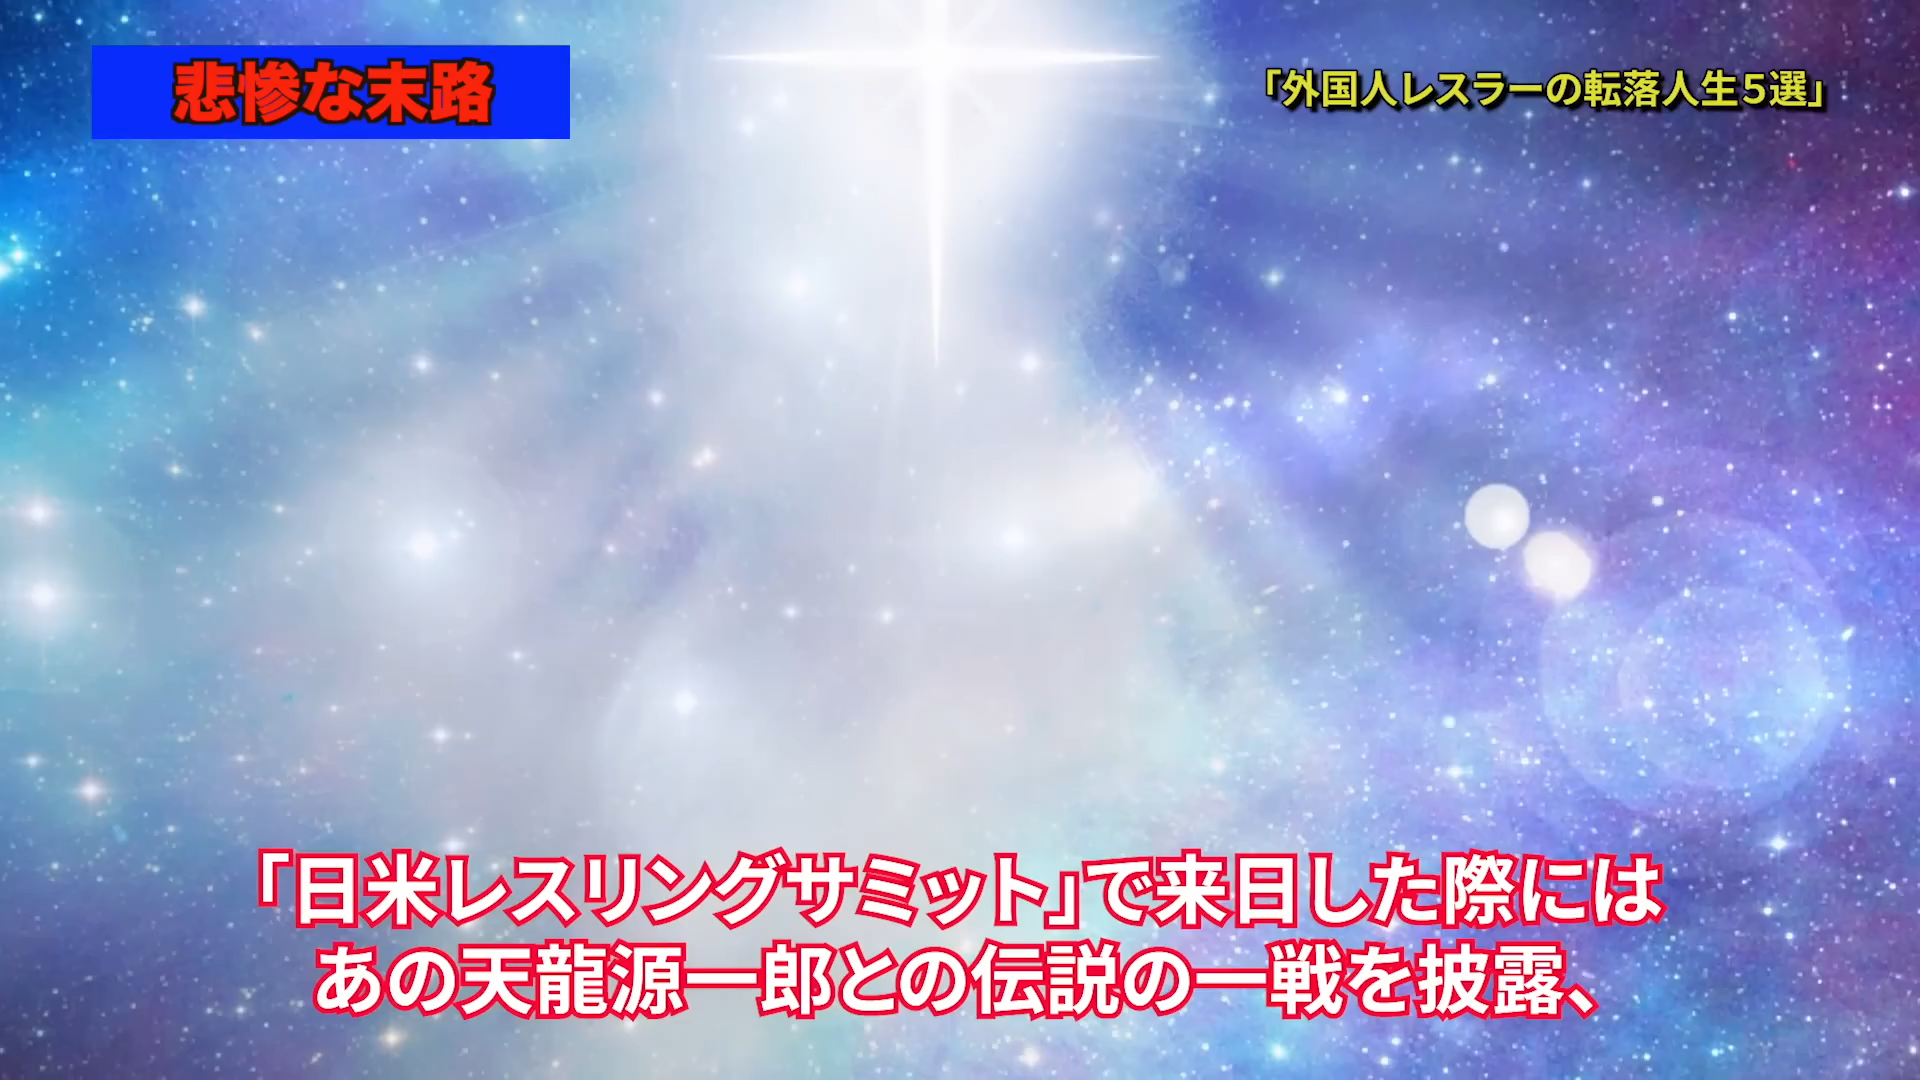 悲惨な末路
「外国人レスラーの転落人生5選」
「日米レスリングサミット」で来日した際には
あの天龍源一郎との伝説の一戦を披露、